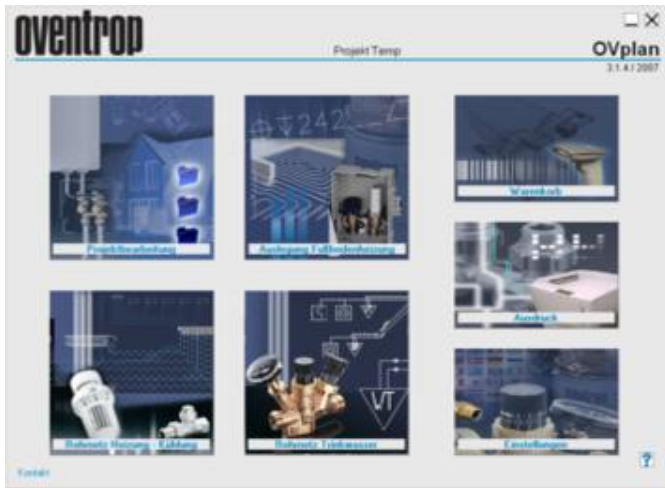 oventrop
Projekt Temp
OVplan
3.1.4 / 2007
Projektbearbeitung
Auslegung Fußbodenheizung
Warenkorb
Ausdruck
Rohrnetz Heizung - Kühlung
Rohrnetz Trinkwasser
Einstellungen
Kontakt
?